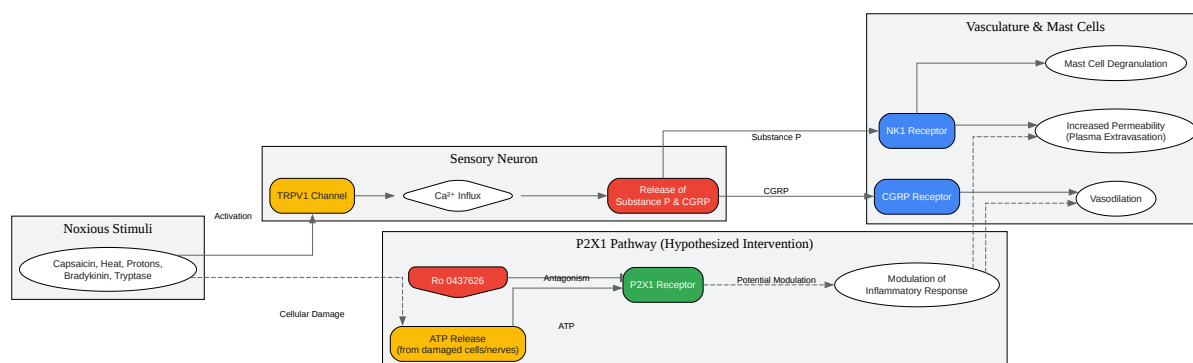 Vasculature & Mast Cells
Mast Cell Degranulation
NK1 Receptor
Increased Permeability
(Plasma Extravasation)
Substance P
Sensory Neuron
TRPV1 Channel
Ca²⁺ Influx
Release of
Substance P & CGRP
CGRP
CGRP Receptor
Vasodilation
Activation
Noxious Stimuli
Capsaicin, Heat, Protons,
Bradykinin, Tryptase
P2X1 Pathway (Hypothesized Intervention)
Ro 0437626
Antagonism
P2X1 Receptor
Potential Modulation
Modulation of
Inflammatory Response
Cellular Damage
ATP
ATP Release
(from damaged cells/nerves)